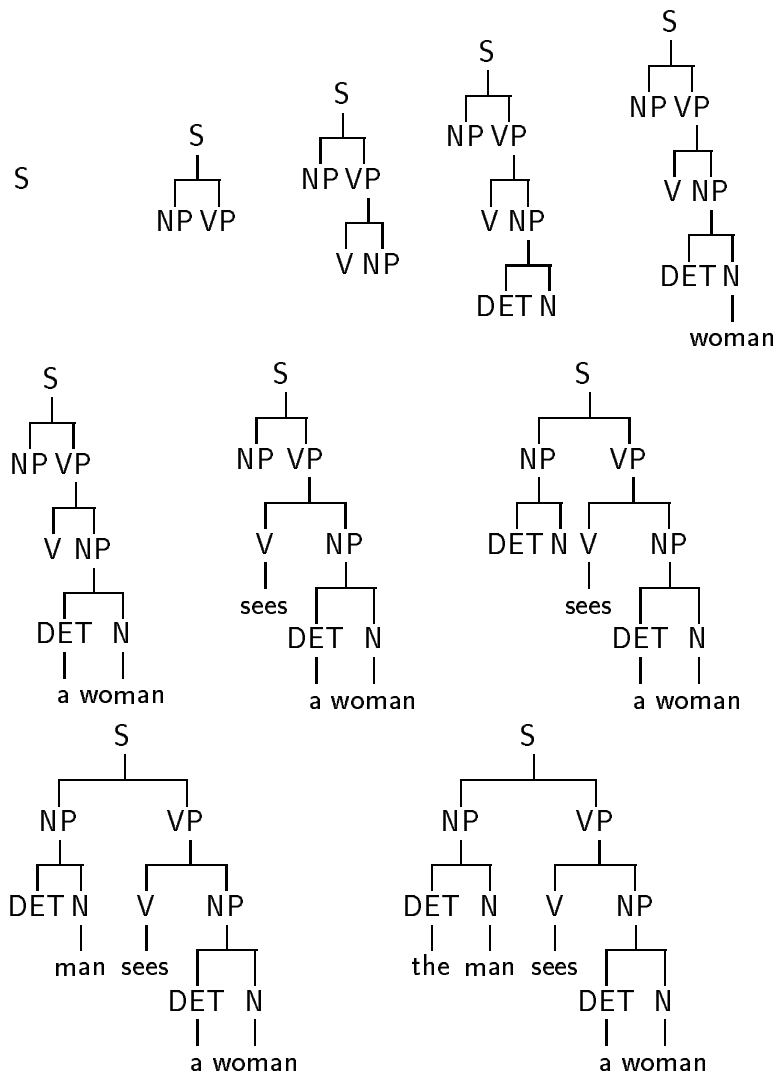 S
NP VP
S
NP VP
V NP
S
NP VP
V NP
DET N
S
NP VP
V NP
DET N
woman
S
S
NP VP
V NP
DET N
a woman
S
NP VP
V NP
sees
DET N
a woman
S
NP VP
DET N V NP
sees
DET N
a woman
S
NP VP
DET N V NP
man sees
DET N
a woman
S
NP VP
DET N V NP
the man sees
DET N
a woman